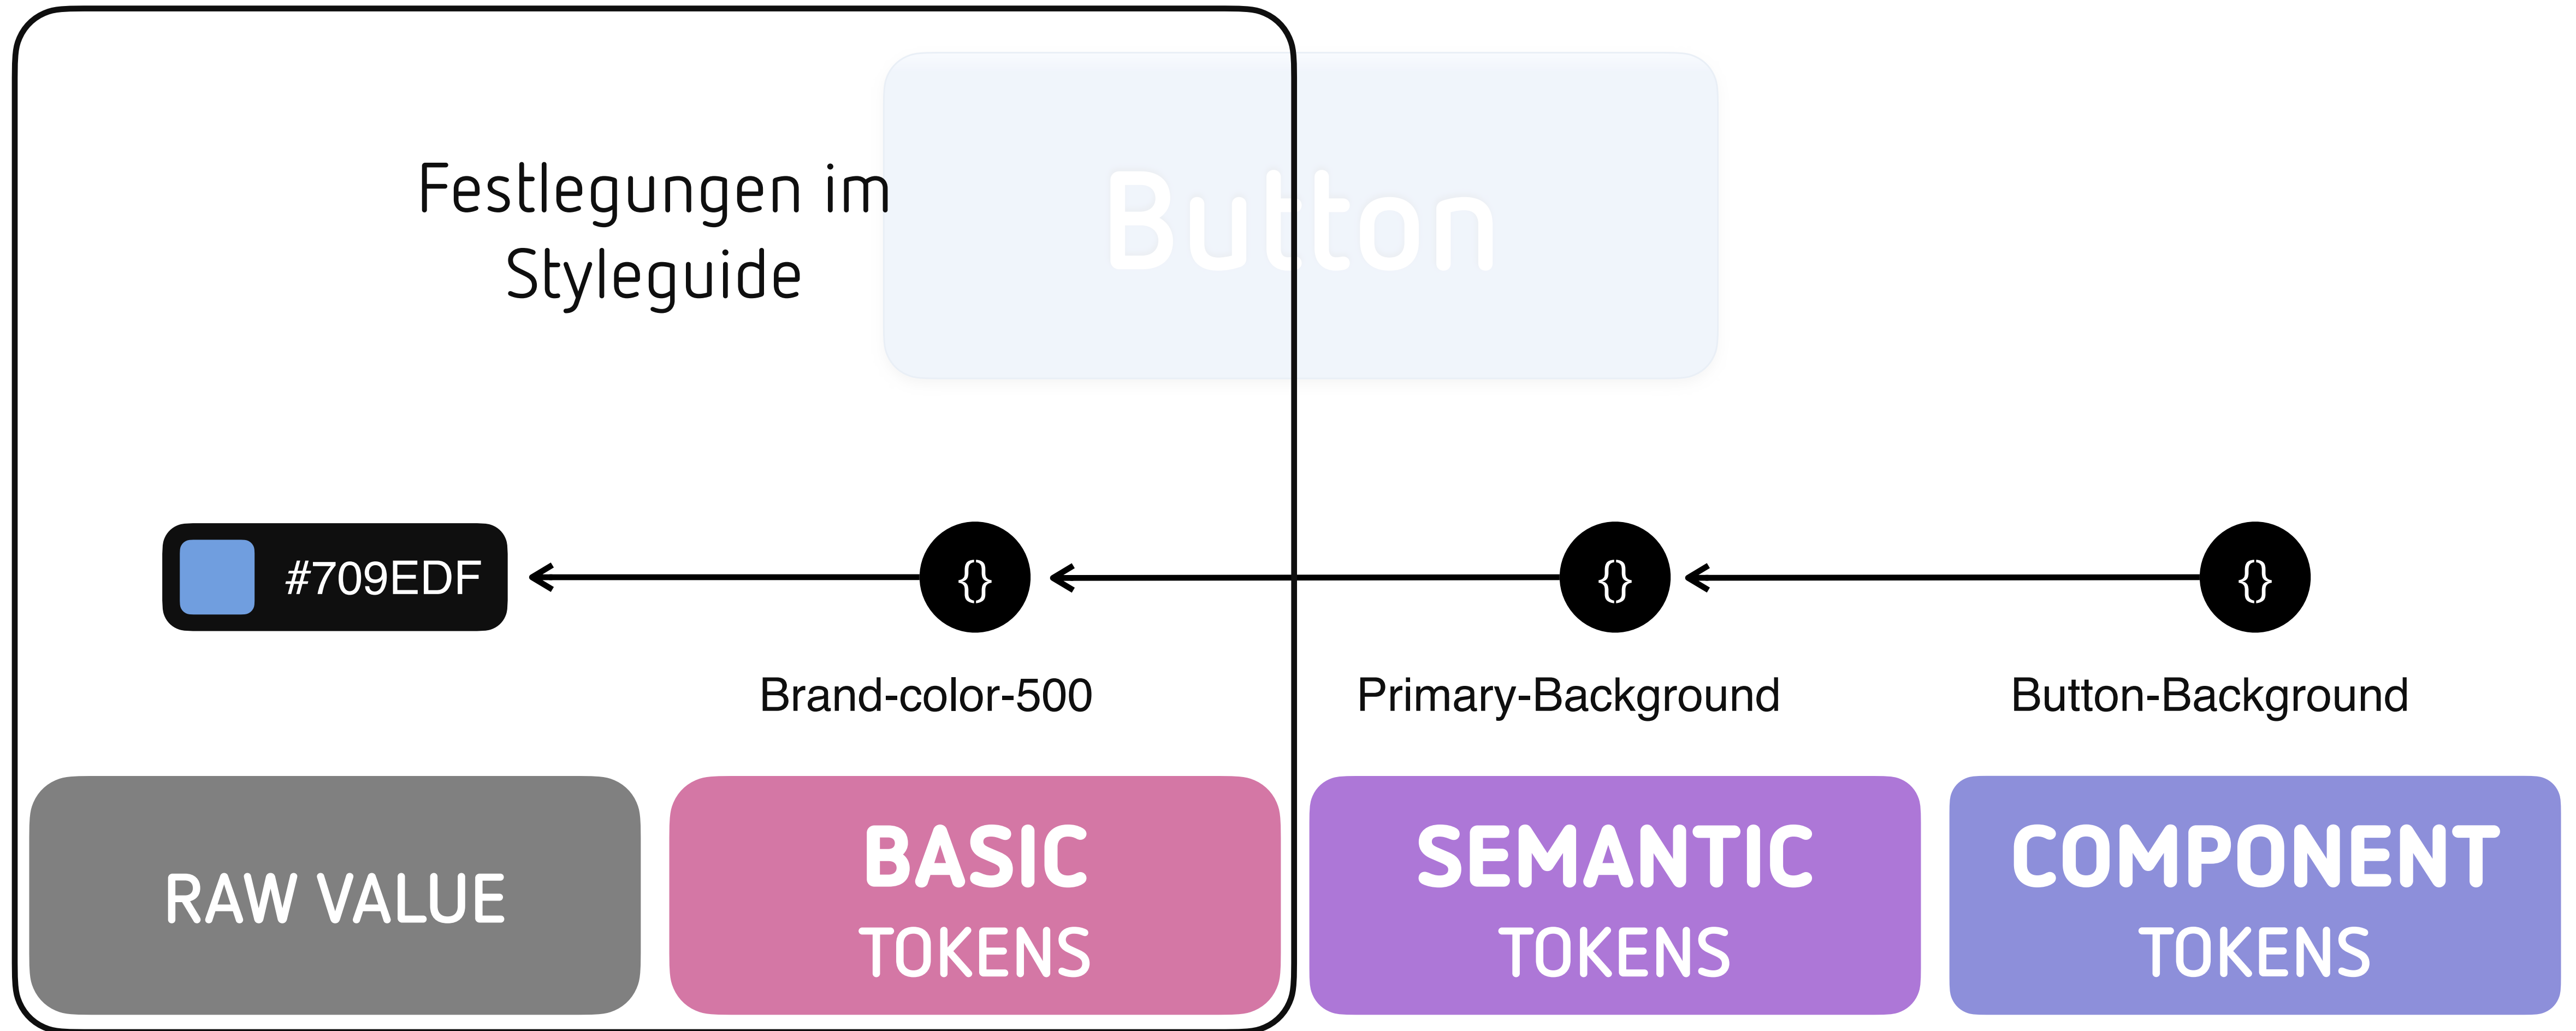 Festlegungen im
Styleguide
Button
#709EDF
{}
{}
{}
Brand-color-500
Primary-Background
Button-Background
RAW VALUE
BASIC
TOKENS
SEMANTIC
TOKENS
COMPONENT
TOKENS